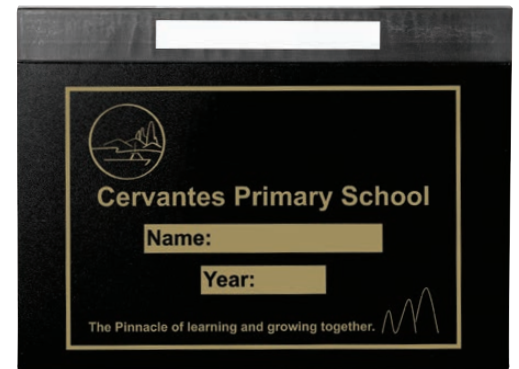 Cervantes Primary School
Name:
Year:
The Pinnacle of learning and growing together.